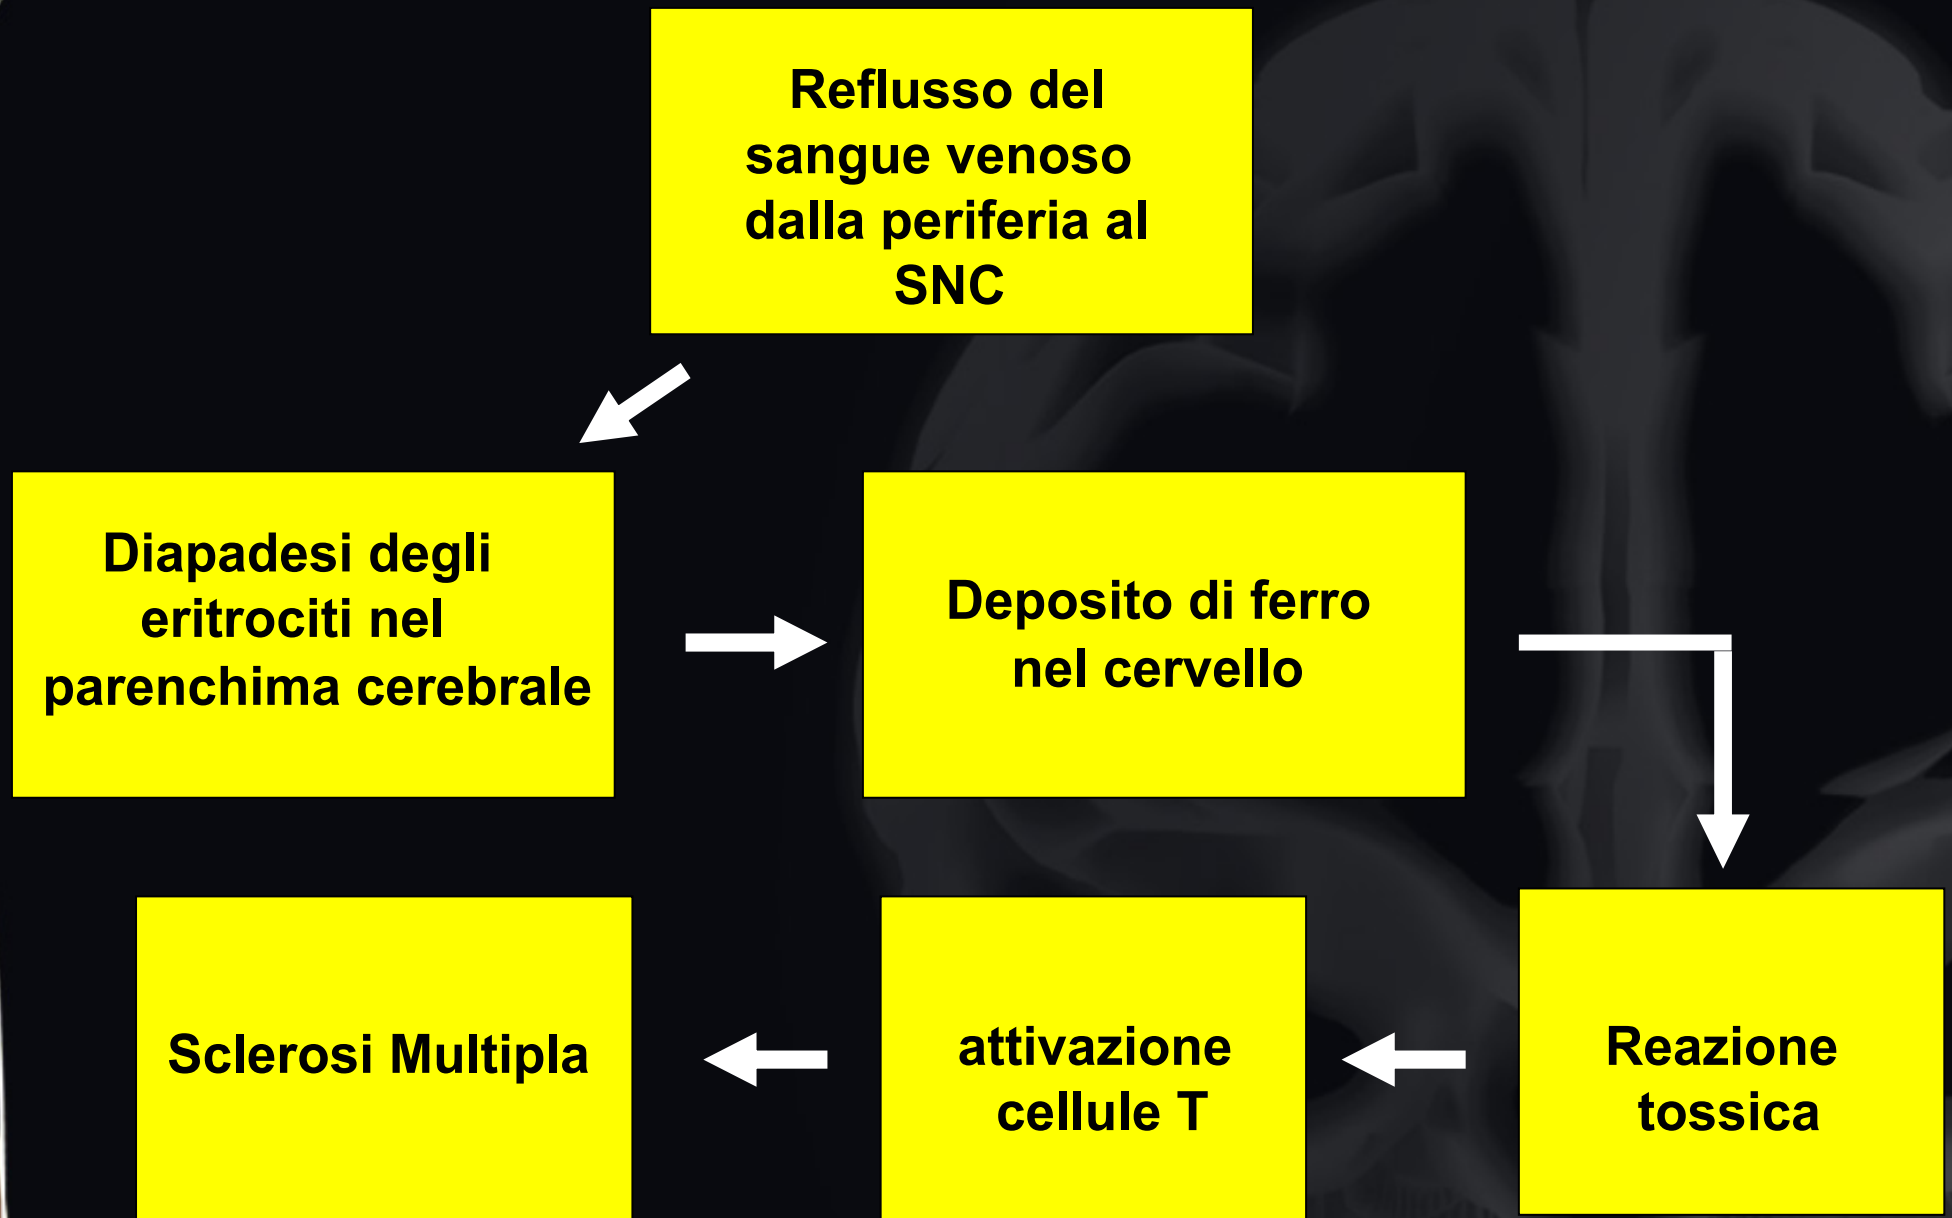 Reflusso del
sangue venoso
dalla periferia al
SNC
Diapadesi degli
eritrociti nel
parenchima cerebrale
Deposito di ferro
nel cervello
Sclerosi Multipla
attivazione
cellule T
Reazione
tossica